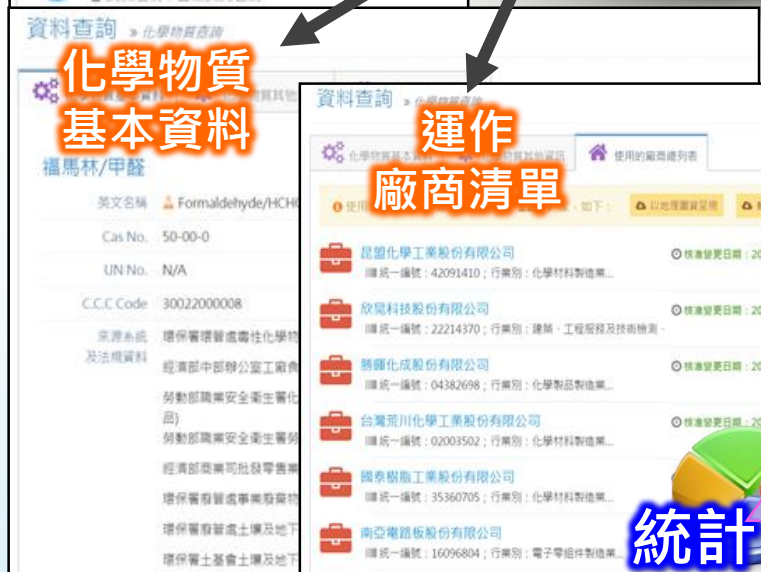 資料查詢 » 化學物質查詢
化學物質
基本資料
福馬林/甲醛
英文名稱 Formaldehyde/HCHO
Cas No. 50-00-0
UN No. N/A
C.C.C Code 30022000008
來源系統
及法規資料
環保署環管處毒性化學物
經濟部中部辦公室工廠食
勞動部職業安全衛生署化
品)
勞動部職業安全衛生署勞
經濟部商業司批發零售業
環保署廢管處事業廢棄物
環保署廢管處土壤及地下
環保署土基會土壤及地下
資料查詢 » 化學物質查詢
運作
廠商清單
化學物質基本資料
化學物質其他資訊
使用的廠商總列表
如下:
以地理圖資呈現
昆盟化學工業股份有限公司
統一編號:42091410;行業別:化學材料製造業...
核准變更日期:20
欣晃科技股份有限公司
統一編號:22214370;行業別:建築、工程服務及技術檢測、
核准變更日期:20
勝暉化成股份有限公司
統一編號:04382698;行業別:化學製品製造業...
核准變更日期:20
台灣荒川化學工業股份有限公司
統一編號:02003502;行業別:化學材料製造業...
核准變更日期:20
國泰樹脂工業股份有限公司
統一編號:35360705;行業別:化學材料製造業...
南亞電路板股份有限公司
統一編號:16096804;行業別:電子零組件製造業...
統計